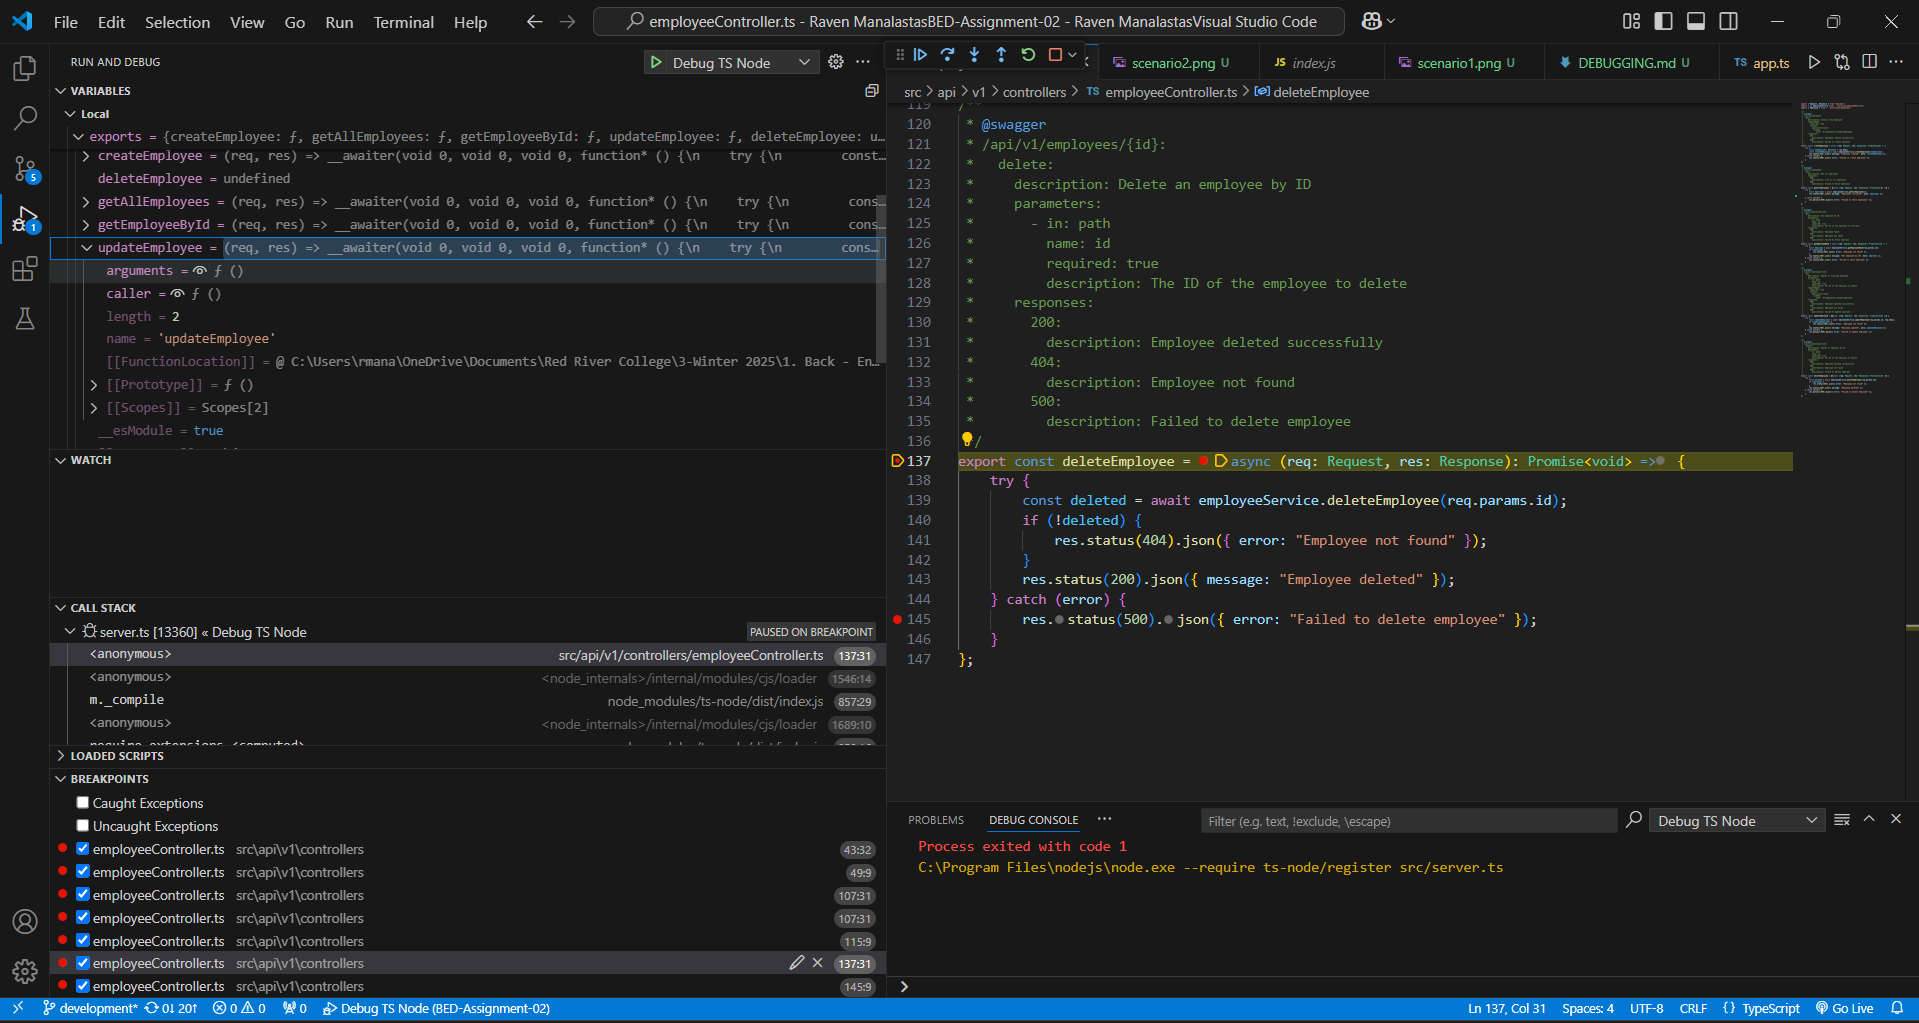 File Edit Selection View Go Run Terminal Help
employeeController.ts - Raven ManalastasBED-Assignment-02 - Raven ManalastasVisual Studio Code
RUN AND DEBUG
Debug TS Node
scenario2.png U
index.js
scenario1.png U
DEBUGGING.md U
TS app.ts
src > api > v1 > controllers > TS employeeController.ts > deleteEmployee
VARIABLES
Local
exports = {createEmployee: ƒ, getAllEmployees: ƒ, getEmployeeById: ƒ, updateEmployee: ƒ, deleteEmployee: u…
createEmployee = (req, res) => __awaiter(void 0, void 0, void 0, function* () {\n    try {\n        const…
deleteEmployee = undefined
getAllEmployees = (req, res) => __awaiter(void 0, void 0, void 0, function* () {\n    try {\n        cons…
getEmployeeById = (req, res) => __awaiter(void 0, void 0, void 0, function* () {\n    try {\n        cons…
updateEmployee = (req, res) => __awaiter(void 0, void 0, void 0, function* () {\n    try {\n        cons…
arguments = ƒ ()
caller = ƒ ()
length = 2
name = 'updateEmployee'
[[FunctionLocation]] = @ C:\Users\rmana\OneDrive\Documents\Red River College\3-Winter 2025\1. Back - En…
[[Prototype]] = ƒ ()
[[Scopes]] = Scopes[2]
__esModule = true
WATCH
CALL STACK
server.ts [13360] « Debug TS Node PAUSED ON BREAKPOINT
<anonymous> src/api/v1/controllers/employeeController.ts 137:31
<anonymous> <node_internals>/internal/modules/cjs/loader 1546:14
m._compile node_modules/ts-node/dist/index.js 857:29
<anonymous> <node_internals>/internal/modules/cjs/loader 1689:10
LOADED SCRIPTS
BREAKPOINTS
Caught Exceptions
Uncaught Exceptions
employeeController.ts src\api\v1\controllers 43:32
employeeController.ts src\api\v1\controllers 49:9
employeeController.ts src\api\v1\controllers 107:31
employeeController.ts src\api\v1\controllers 107:31
employeeController.ts src\api\v1\controllers 115:9
employeeController.ts src\api\v1\controllers 137:31
employeeController.ts src\api\v1\controllers 145:9
119 /**
120 * @swagger
121 * /api/v1/employees/{id}:
122 *   delete:
123 *     description: Delete an employee by ID
124 *     parameters:
125 *       - in: path
126 *         name: id
127 *         required: true
128 *         description: The ID of the employee to delete
129 *     responses:
130 *       200:
131 *         description: Employee deleted successfully
132 *       404:
133 *         description: Employee not found
134 *       500:
135 *         description: Failed to delete employee
136 /
137 export const deleteEmployee = async (req: Request, res: Response): Promise<void> => {
138     try {
139         const deleted = await employeeService.deleteEmployee(req.params.id);
140         if (!deleted) {
141             res.status(404).json({ error: "Employee not found" });
142         }
143         res.status(200).json({ message: "Employee deleted" });
144     } catch (error) {
145         res.status(500).json({ error: "Failed to delete employee" });
146     }
147 };
PROBLEMS DEBUG CONSOLE
Filter (e.g. text, !exclude, \escape)
Debug TS Node
Process exited with code 1
C:\Program Files\nodejs\node.exe --require ts-node/register src/server.ts
5
1
development* 0↓ 20↑ 0 0 0 Debug TS Node (BED-Assignment-02)
Ln 137, Col 31 Spaces: 4 UTF-8 CRLF {} TypeScript Go Live